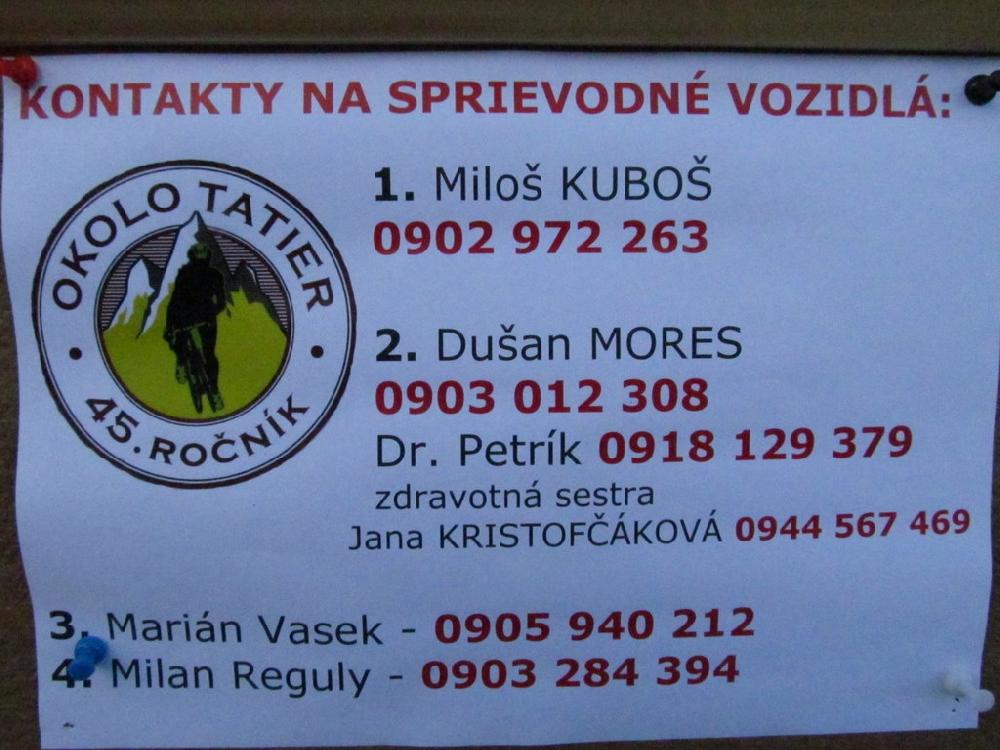 KONTAKTY NA SPRIEVODNÉ VOZIDLÁ:
OKOLO TATIER
45. ROČNÍK
1. Miloš KUBOŠ
0902 972 263
2. Dušan MORES
0903 012 308
Dr. Petrík 0918 129 379
zdravotná sestra
Jana KRISTOFČÁKOVÁ 0944 567 469
3. Marián Vasek - 0905 940 212
4. Milan Reguly - 0903 284 394